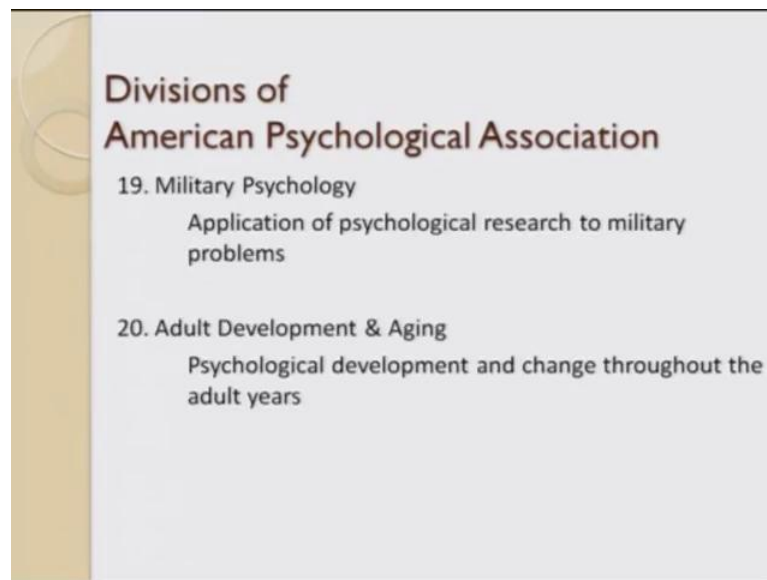 Divisions of
American Psychological Association
19. Military Psychology
Application of psychological research to military
problems
20. Adult Development & Aging
Psychological development and change throughout the
adult years